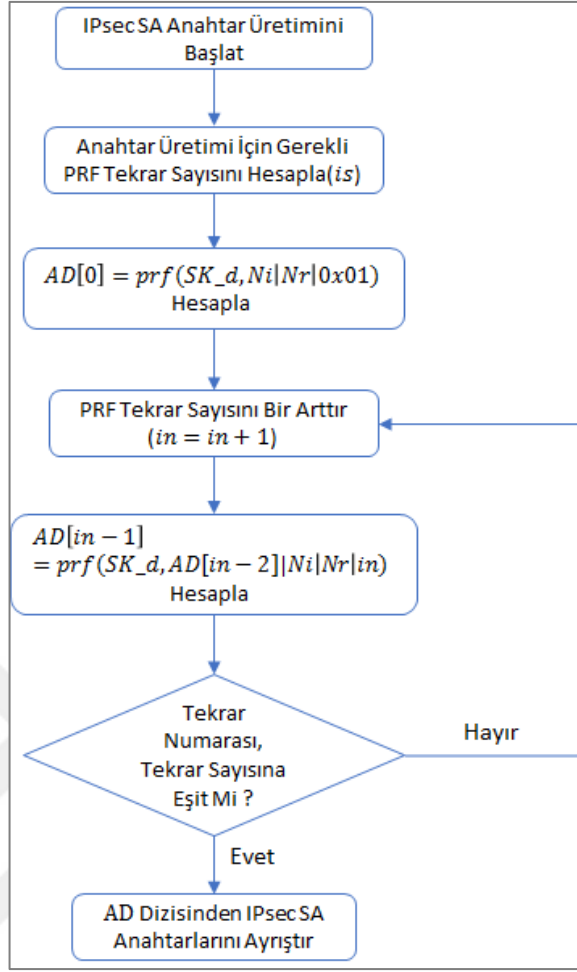 IPsec SA Anahtar Üretimini
Başlat
Anahtar Üretimi İçin Gerekli
PRF Tekrar Sayısını Hesapla(is)
AD[0] = prf(SK_d, Ni|Nr|0x01)
Hesapla
PRF Tekrar Sayısını Bir Arttır
(in = in + 1)
AD[in − 1]
= prf(SK_d, AD[in − 2]|Ni|Nr|in)
Hesapla
Tekrar
Numarası,
Tekrar Sayısına
Eşit Mi ?
Hayır
Evet
AD Dizisinden IPsec SA
Anahtarlarını Ayrıştır